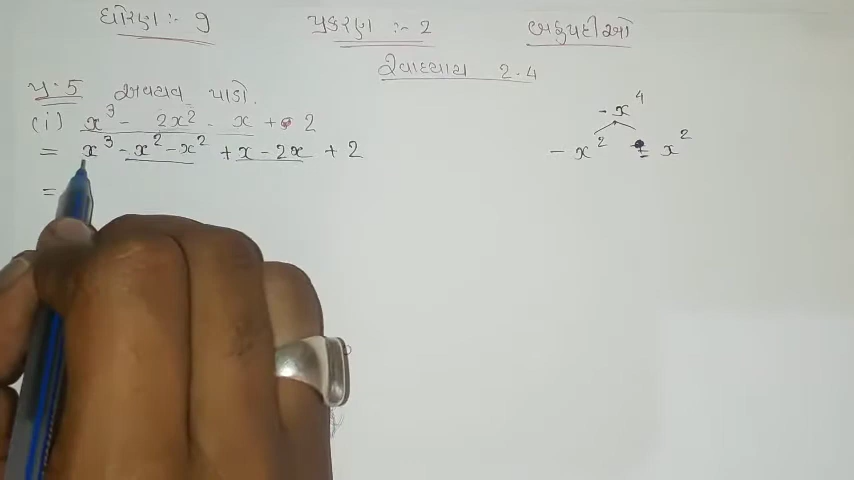 ધોરણ :- 9
પ્રકરણ :- 2
બહુપદીઓ
સ્વાધ્યાય 2.4
પ્ર.5 અવયવ પાડો.
(i) x³ - 2x² - x + 2
= x³ - x² - x² + x - 2x + 2
=
- x⁴
- x² ± x²